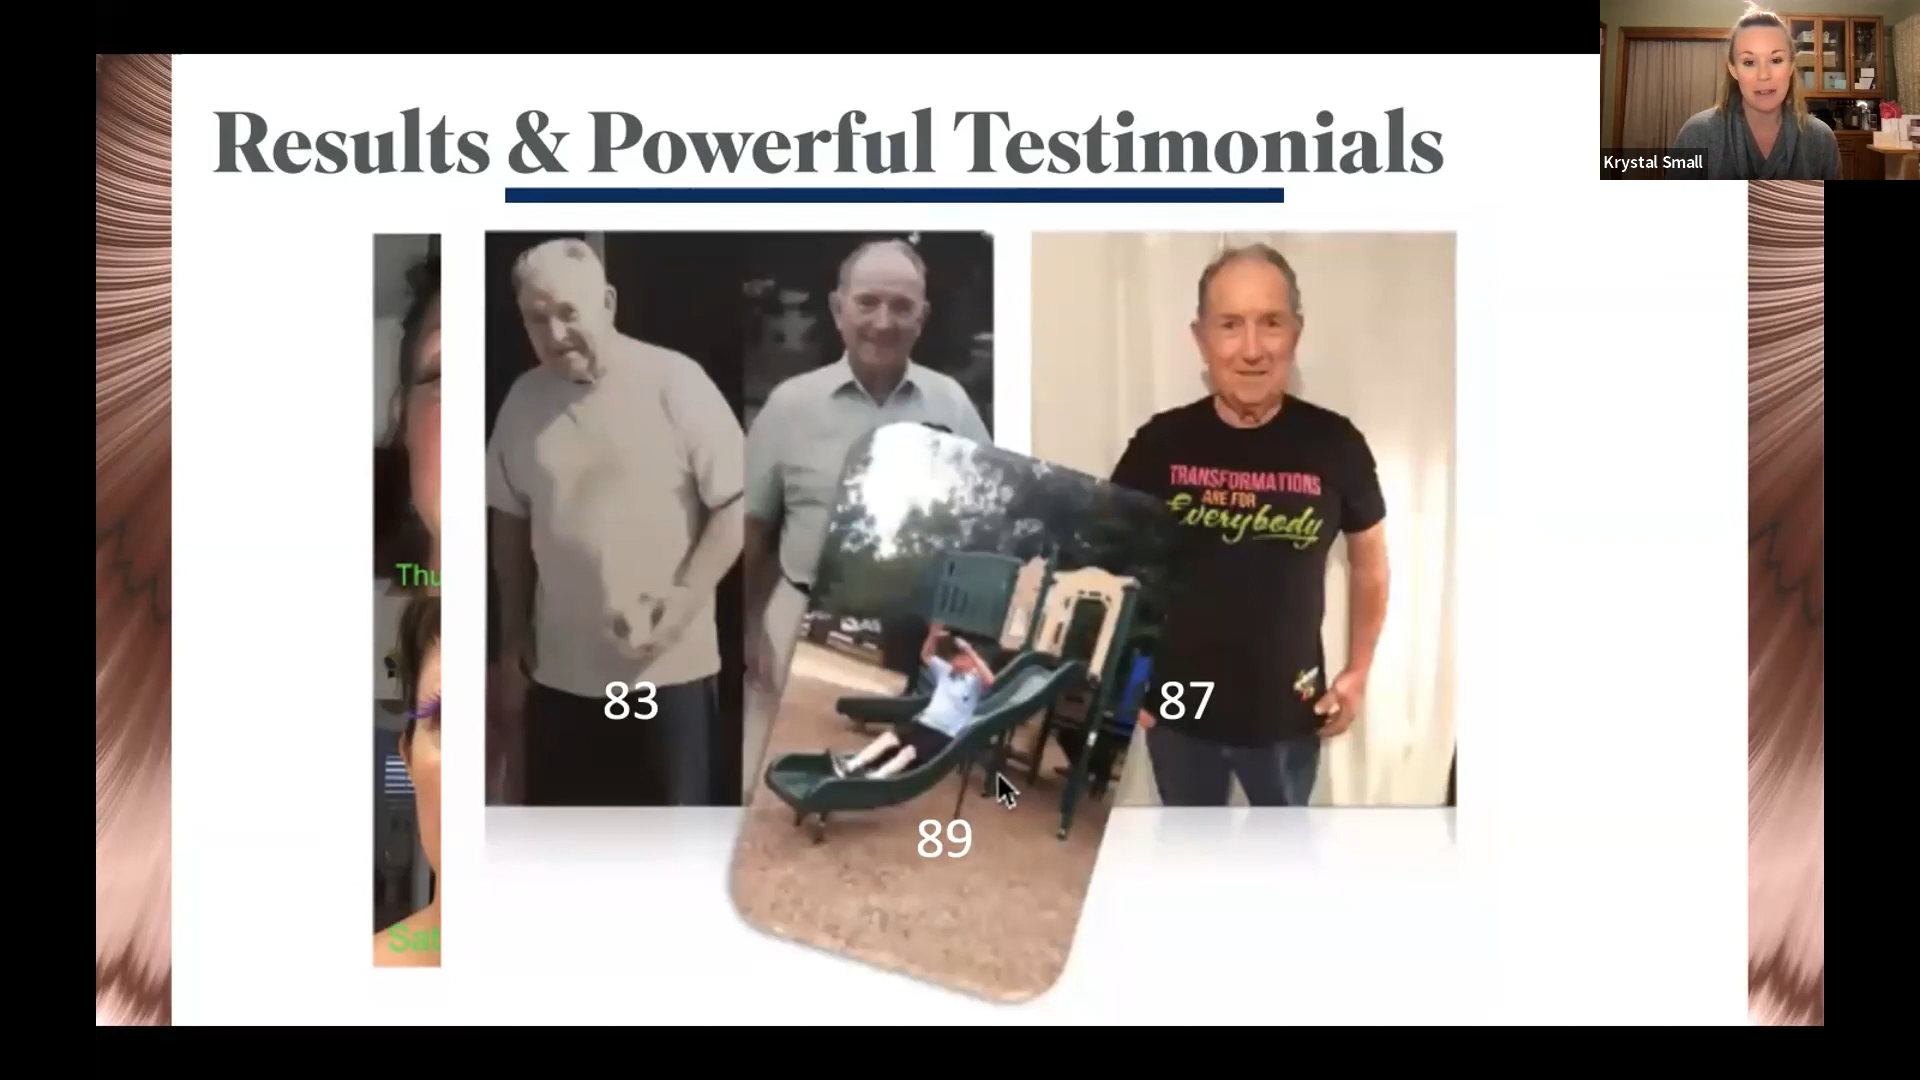 Results & Powerful Testimonials
Krystal Small
TRANSFORMATIONS
ARE FOR
Everybody
Thu
83
87
89
Sat